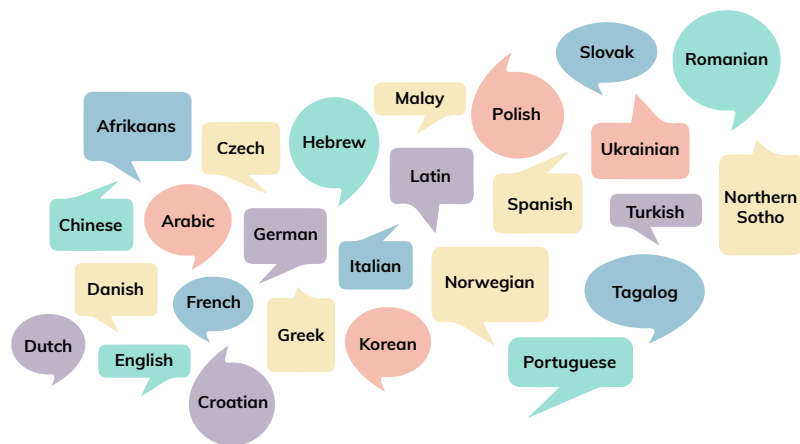 Slovak
Romanian
Malay
Polish
Afrikaans
Czech
Hebrew
Ukrainian
Latin
Spanish
Northern
Sotho
Chinese
Arabic
Turkish
German
Italian
Norwegian
Danish
French
Tagalog
Dutch
English
Greek
Korean
Portuguese
Croatian